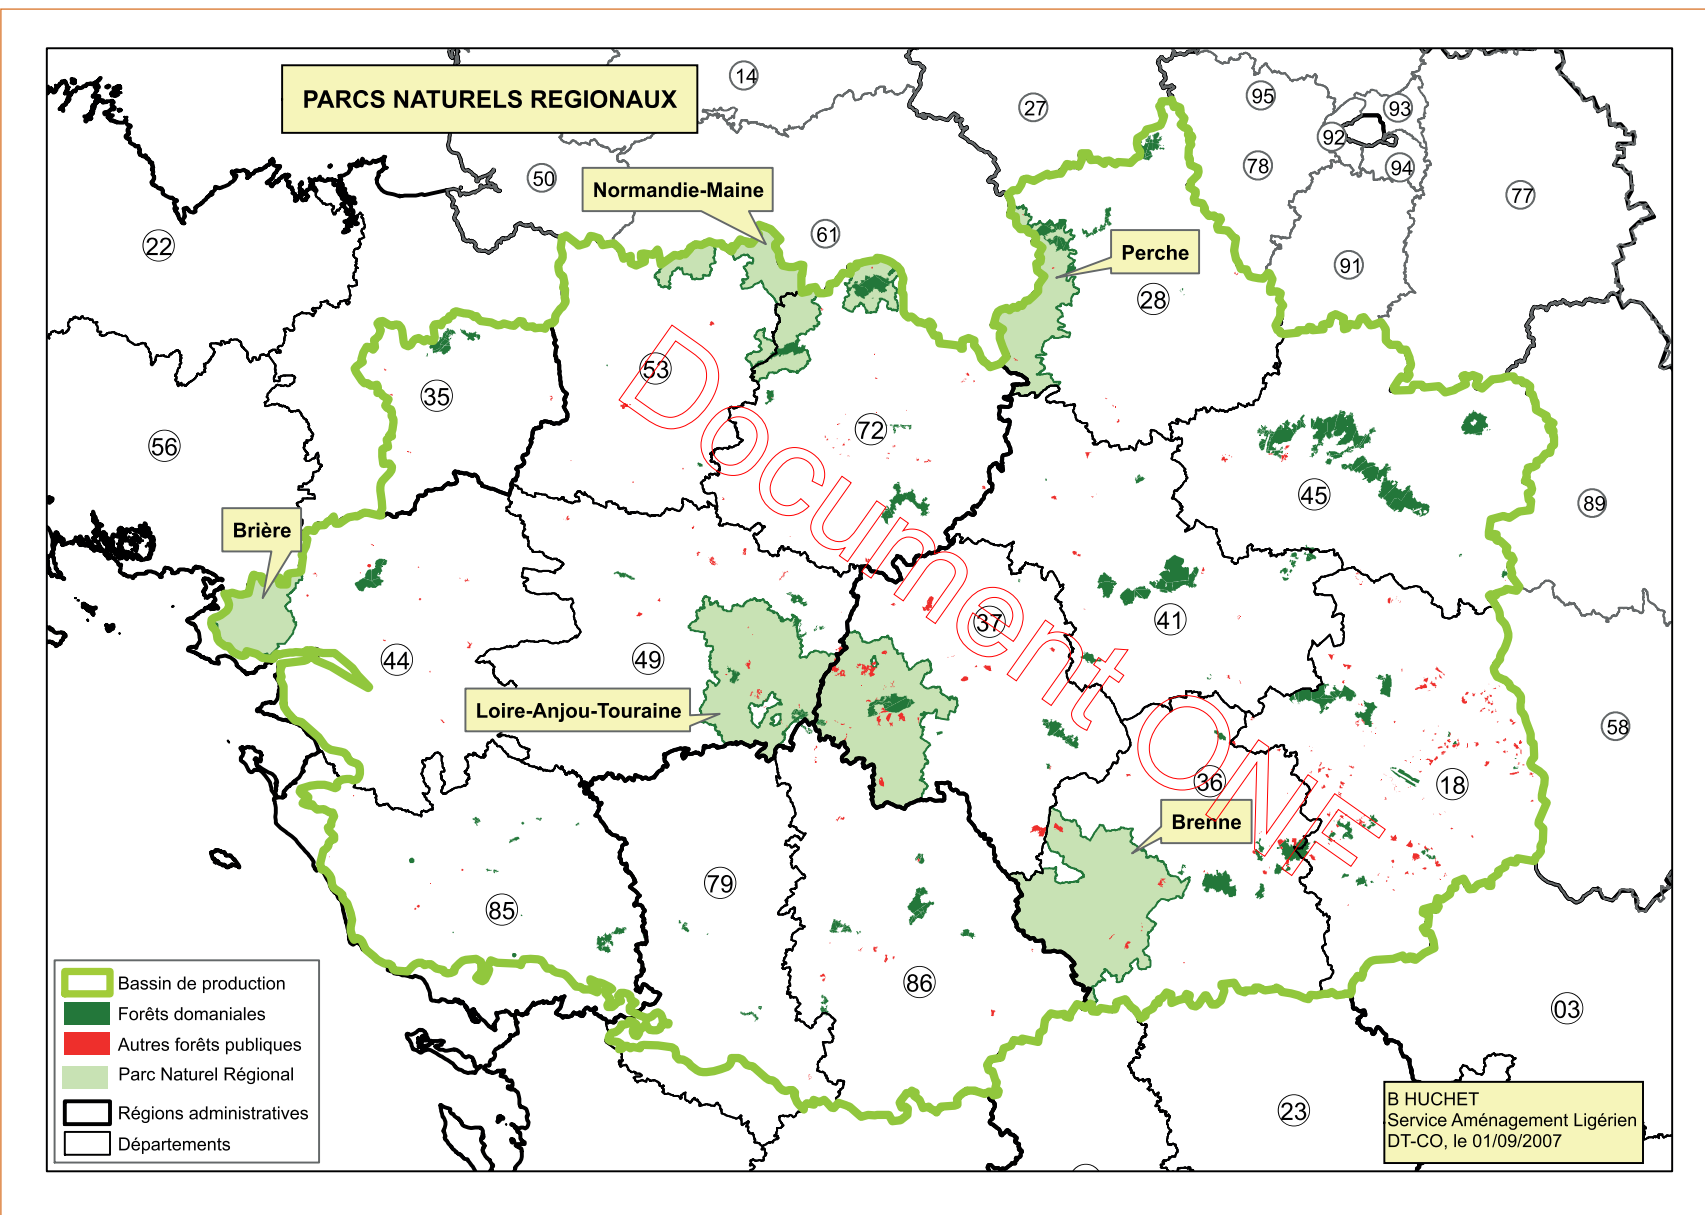 PARCS NATURELS REGIONAUX
14
27
95
93
92
94
78
50
Normandie-Maine
77
61
22
Perche
91
28
53
35
56
72
45
89
Brière
Document ONF
37
41
44
49
Loire-Anjou-Touraine
58
36
18
Brenne
79
85
86
03
23
Bassin de production
Forêts domaniales
Autres forêts publiques
Parc Naturel Régional
Régions administratives
Départements
B HUCHET
Service Aménagement Ligérien
DT-CO, le 01/09/2007